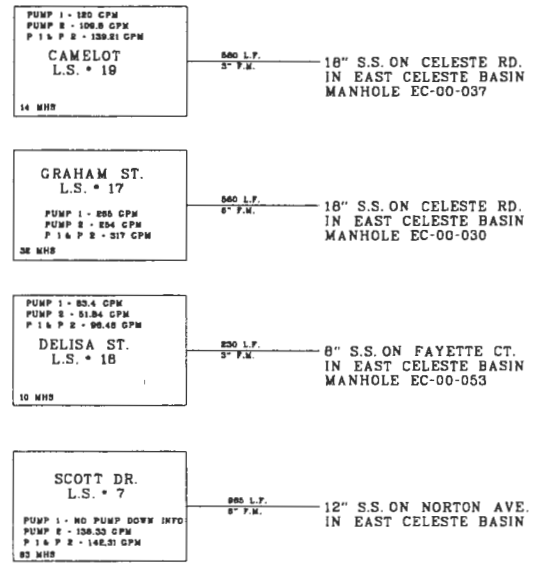 PUMP 1 - 120 GPM
PUMP 2 - 109.8 GPM
P 1 & P 2 - 139.21 GPM
CAMELOT
L.S. * 19
14 MHS
580 L.F.
3" F.M.
18" S.S. ON CELESTE RD.
IN EAST CELESTE BASIN
MANHOLE EC-00-037
GRAHAM ST.
L.S. * 17
PUMP 1 - 265 GPM
PUMP 2 - 254 GPM
P 1 & P 2 - 317 GPM
32 MHS
560 L.F.
6" F.M.
18" S.S. ON CELESTE RD.
IN EAST CELESTE BASIN
MANHOLE EC-00-030
PUMP 1 - 83.4 GPM
PUMP 2 - 51.84 GPM
P 1 & P 2 - 96.45 GPM
DELISA ST.
L.S. * 18
10 MHS
230 L.F.
3" F.M.
8" S.S. ON FAYETTE CT.
IN EAST CELESTE BASIN
MANHOLE EC-00-053
SCOTT DR.
L.S. * 7
PUMP 1 - NO PUMP DOWN INFO
PUMP 2 - 138.33 GPM
P 1 & P 2 - 142.31 GPM
83 MHS
965 L.F.
F.M.
12" S.S. ON NORTON AVE.
IN EAST CELESTE BASIN